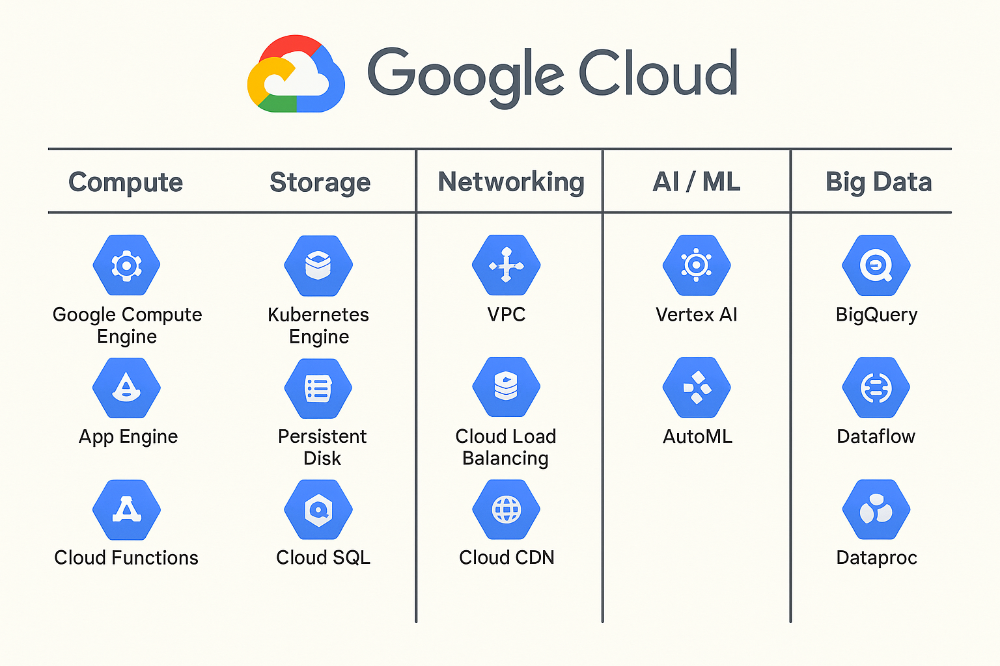 Google Cloud
Compute
Storage
Networking
AI / ML
Big Data
Google Compute
Engine
Kubernetes
Engine
VPC
Vertex AI
BigQuery
App Engine
Persistent
Disk
Cloud Load
Balancing
AutoML
Dataflow
Cloud Functions
Cloud SQL
Cloud CDN
Dataproc